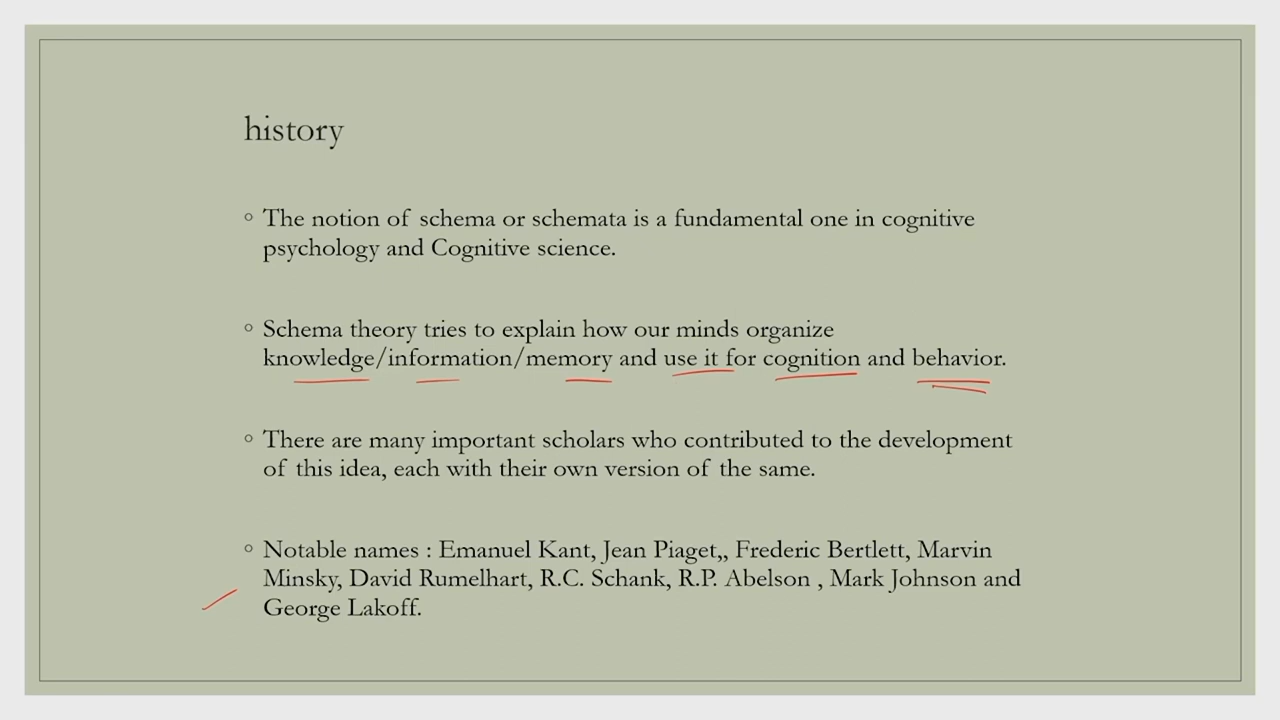 history
◦ The notion of schema or schemata is a fundamental one in cognitive
psychology and Cognitive science.
◦ Schema theory tries to explain how our minds organize
knowledge/information/memory and use it for cognition and behavior.
◦ There are many important scholars who contributed to the development
of this idea, each with their own version of the same.
◦ Notable names : Emanuel Kant, Jean Piaget,, Frederic Bertlett, Marvin
Minsky, David Rumelhart, R.C. Schank, R.P. Abelson , Mark Johnson and
George Lakoff.